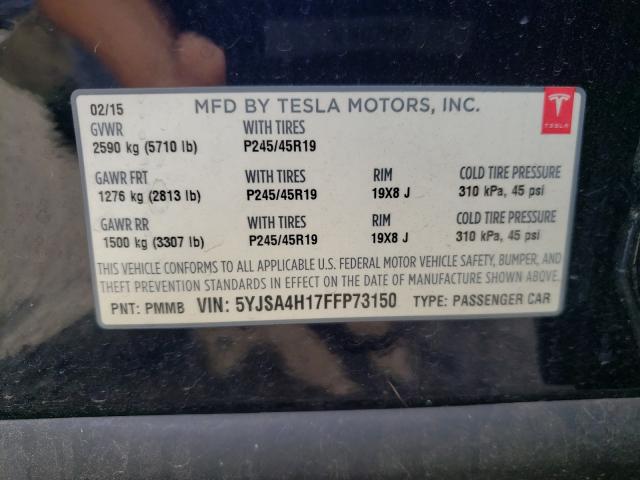 02/15 MFD BY TESLA MOTORS, INC.
GVWR WITH TIRES
2590 kg (5710 lb) P245/45R19
TESLA
GAWR FRT WITH TIRES RIM COLD TIRE PRESSURE
1276 kg (2813 lb) P245/45R19 19X8 J 310 kPa, 45 psi
GAWR RR WITH TIRES RIM COLD TIRE PRESSURE
1500 kg (3307 lb) P245/45R19 19X8 J 310 kPa, 45 psi
THIS VEHICLE CONFORMS TO ALL APPLICABLE U.S. FEDERAL MOTOR VEHICLE SAFETY, BUMPER, AND
THEFT PREVENTION STANDARDS IN EFFECT ON THE DATE OF MANUFACTURE SHOWN ABOVE.
PNT: PMMB VIN: 5YJSA4H17FFP73150 TYPE: PASSENGER CAR